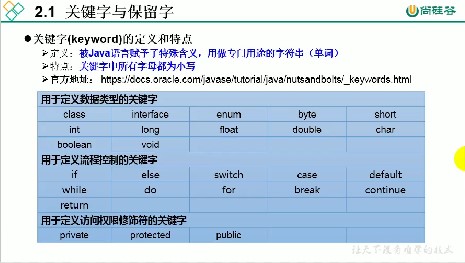 2.1 关键字与保留字
尚硅谷
●关键字(keyword)的定义和特点
➢定义：被Java语言赋予了特殊含义，用做专门用途的字符串（单词）
➢特点：关键字中所有字母都为小写
➢官方地址： https://docs.oracle.com/javase/tutorial/java/nutsandbolts/_keywords.html
用于定义数据类型的关键字
class interface enum byte short
int long float double char
boolean void
用于定义流程控制的关键字
if else switch case default
while do for break continue
return
用于定义访问权限修饰符的关键字
private protected public
让天下没有难学的技术